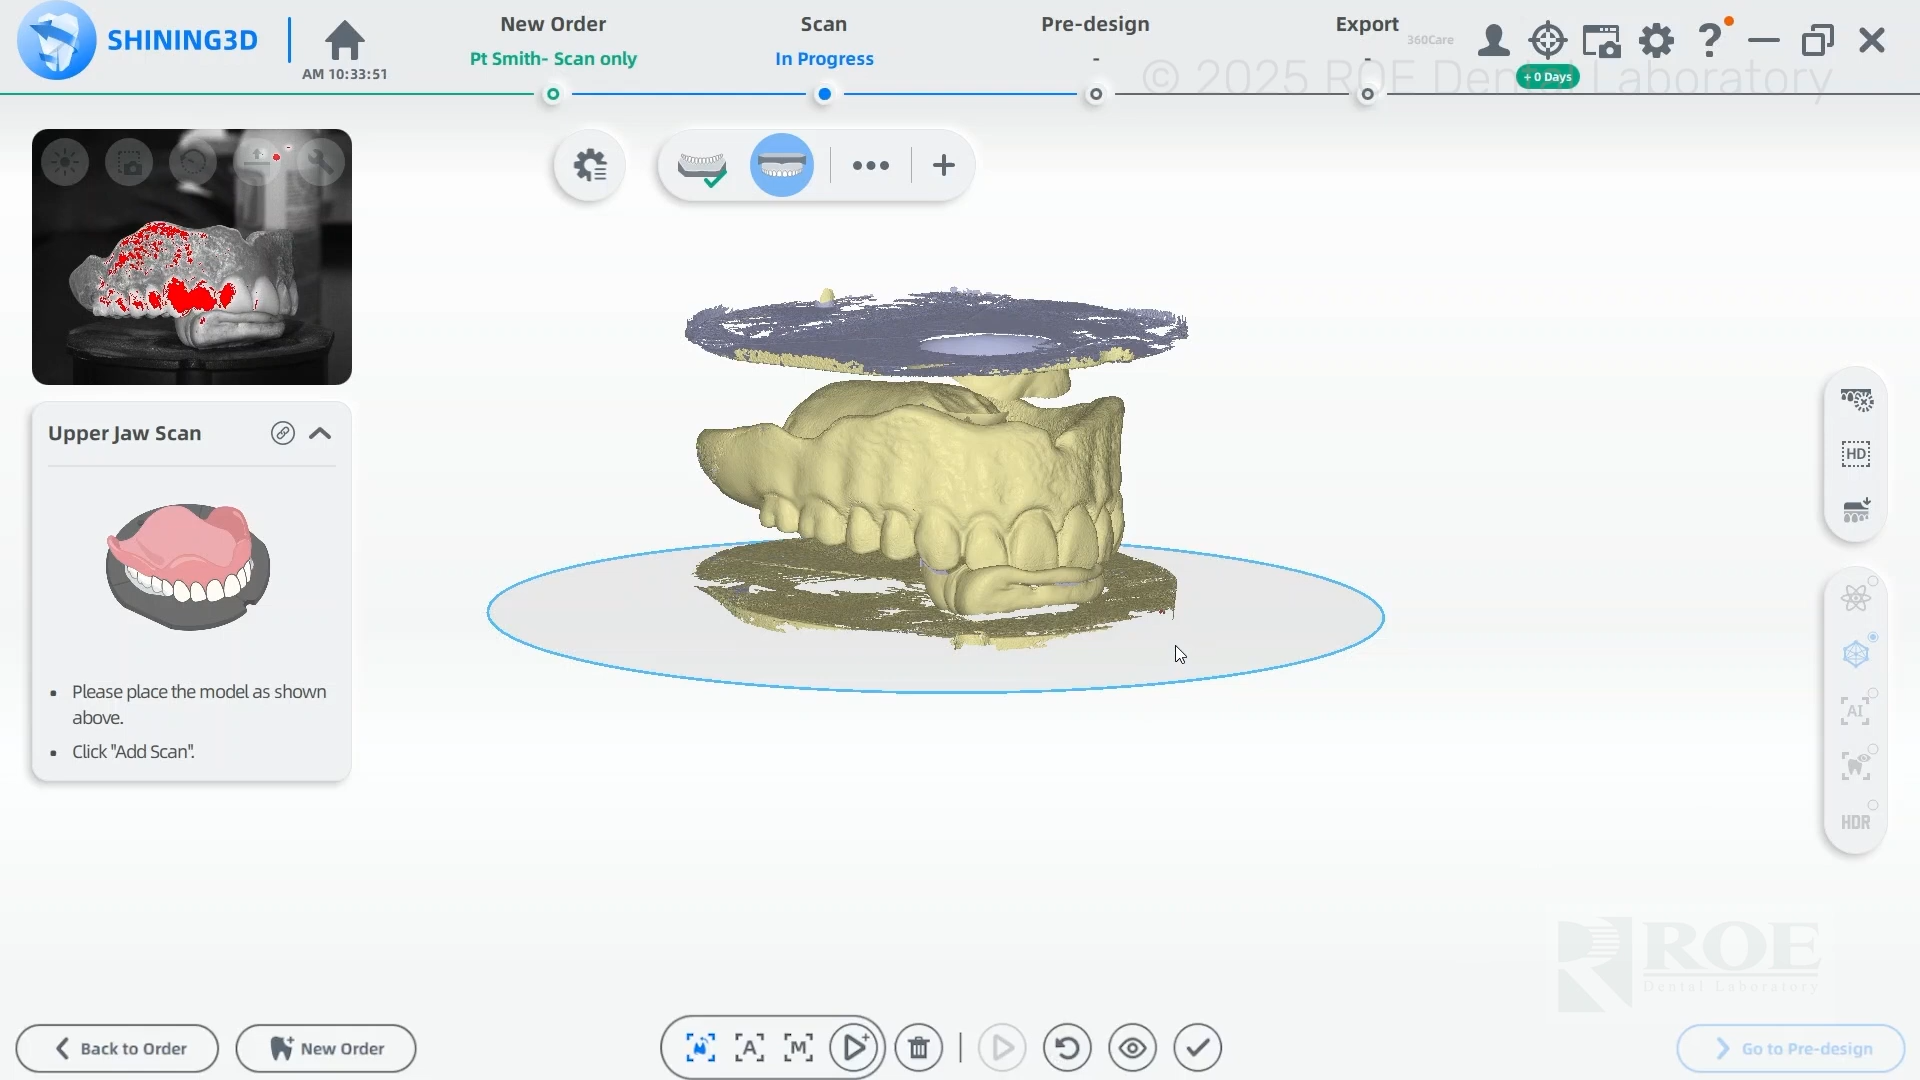 SHINING3D
AM 10:33:51
New Order
Pt Smith- Scan only
Scan
In Progress
Pre-design
-
Export
-
360Care
+ 0 Days
© 2025 ROE Dental Laboratory
Upper Jaw Scan
Please place the model as shown
above.
Click "Add Scan".
HD
AI
HDR
ROE
Dental Laboratory
Back to Order
New Order
A
M
Go to Pre-design